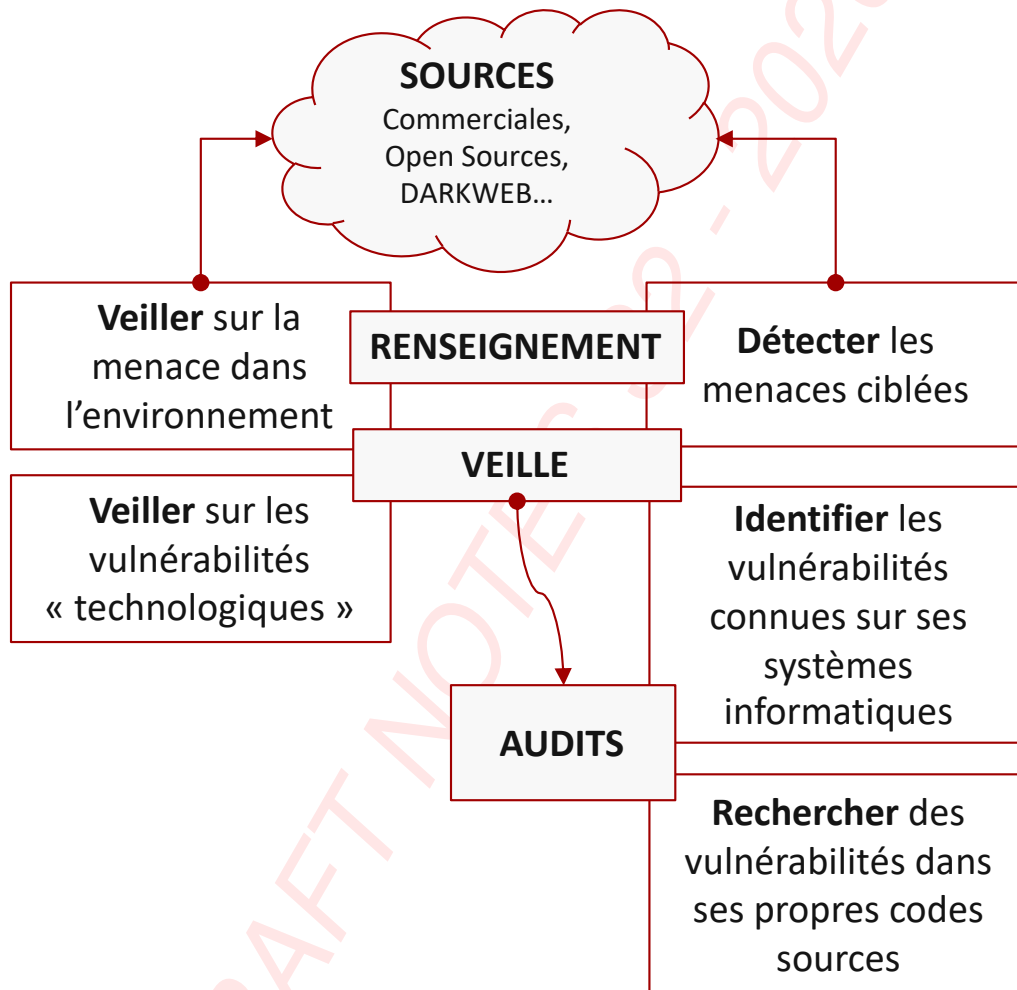 SOURCES
Commerciales,
Open Sources,
DARKWEB...
Veiller sur la
menace dans
l’environnement
RENSEIGNEMENT
Détecter les
menaces ciblées
VEILLE
Veiller sur les
vulnérabilités
« technologiques »
Identifier les
vulnérabilités
connues sur ses
systèmes
informatiques
AUDITS
Rechercher des
vulnérabilités dans
ses propres codes
sources